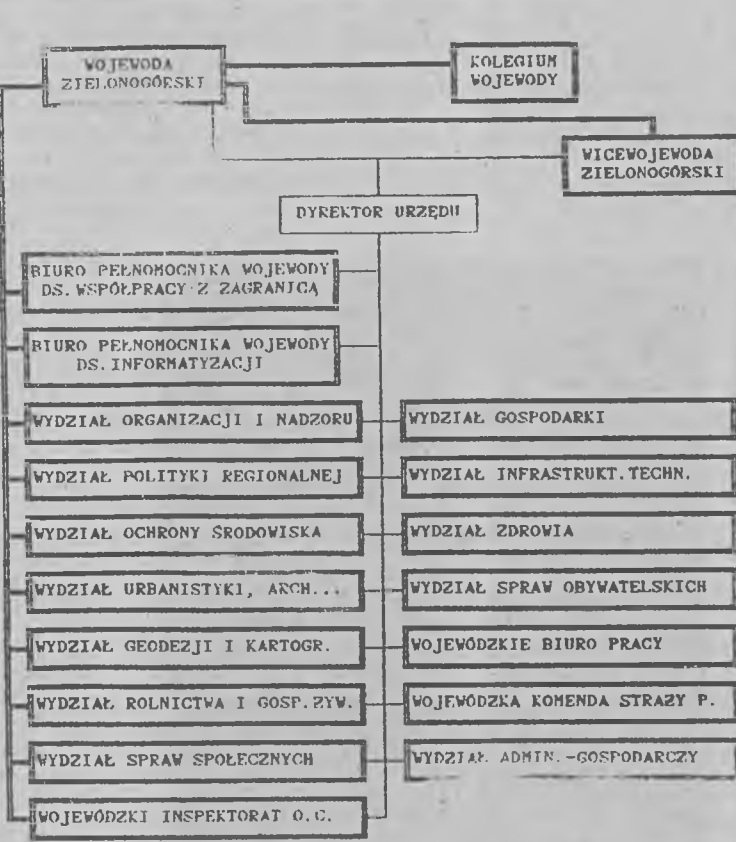 WOJEWODA
ZIELONOGÓRSKI
KOLEGIUM
WOJEWODY
WICEWOJEWODA
ZIELONOGÓRSKI
DYREKTOR URZĘDU
BIURO PEŁNOMOCNIKA WOJEWODY
DS. WSPÓŁPRACY Z ZAGRANICĄ
BIURO PEŁNOMOCNIKA WOJEWODY
DS. INFORMATYZACJI
WYDZIAŁ ORGANIZACJI I NADZORU
WYDZIAŁ GOSPODARKI
WYDZIAŁ POLITYKI REGIONALNEJ
WYDZIAŁ INFRASTRUKT.TECHN.
WYDZIAŁ OCHRONY ŚRODOWISKA
WYDZIAŁ ZDROWIA
WYDZIAŁ URBANISTYKI, ARCH...
WYDZIAŁ SPRAW OBYWATELSKICH
WYDZIAŁ GEODEZJI I KARTOGR.
WOJEWÓDZKIE BIURO PRACY
WYDZIAŁ ROLNICTWA I GOSP.ŻYW.
WOJEWÓDZKA KOMENDA STRAŻY P.
WYDZIAŁ SPRAW SPOŁECZNYCH
WYDZIAŁ ADMIN.-GOSPODARCZY
WOJEWÓDZKI INSPEKTORAT O.C.